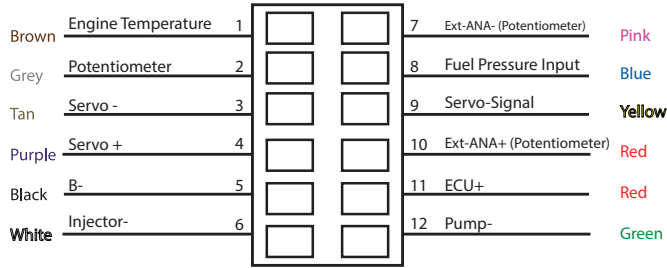 Brown Engine Temperature 1 7 Ext-ANA- (Potentiometer) Pink
Grey Potentiometer 2 8 Fuel Pressure Input Blue
Tan Servo - 3 9 Servo-Signal Yellow
Purple Servo + 4 10 Ext-ANA+ (Potentiometer) Red
Black B- 5 11 ECU+ Red
White Injector- 6 12 Pump- Green